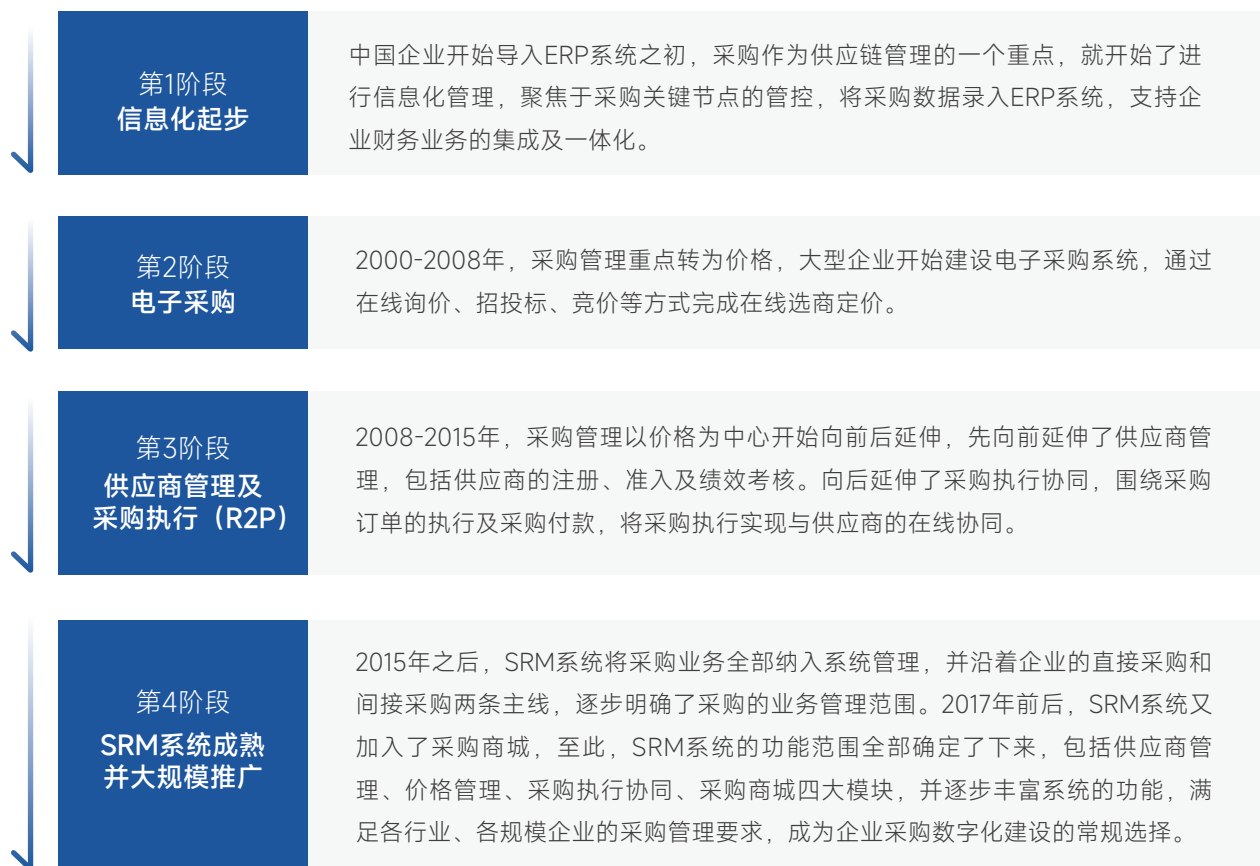 第1阶段
信息化起步
中国企业开始导入ERP系统之初，采购作为供应链管理的一个重点，就开始了进
行信息化管理，聚焦于采购关键节点的管控，将采购数据录入ERP系统，支持企
业财务业务的集成及一体化。
第2阶段
电子采购
2000-2008年，采购管理重点转为价格，大型企业开始建设电子采购系统，通过
在线询价、招投标、竞价等方式完成在线选商定价。
第3阶段
供应商管理及
采购执行（R2P）
2008-2015年，采购管理以价格为中心开始向前后延伸，先向前延伸了供应商管
理，包括供应商的注册、准入及绩效考核。向后延伸了采购执行协同，围绕采购
订单的执行及采购付款，将采购执行实现与供应商的在线协同。
第4阶段
SRM系统成熟
并大规模推广
2015年之后，SRM系统将采购业务全部纳入系统管理，并沿着企业的直接采购和
间接采购两条主线，逐步明确了采购的业务管理范围。2017年前后，SRM系统又
加入了采购商城，至此，SRM系统的功能范围全部确定了下来，包括供应商管
理、价格管理、采购执行协同、采购商城四大模块，并逐步丰富系统的功能，满
足各行业、各规模企业的采购管理要求，成为企业采购数字化建设的常规选择。